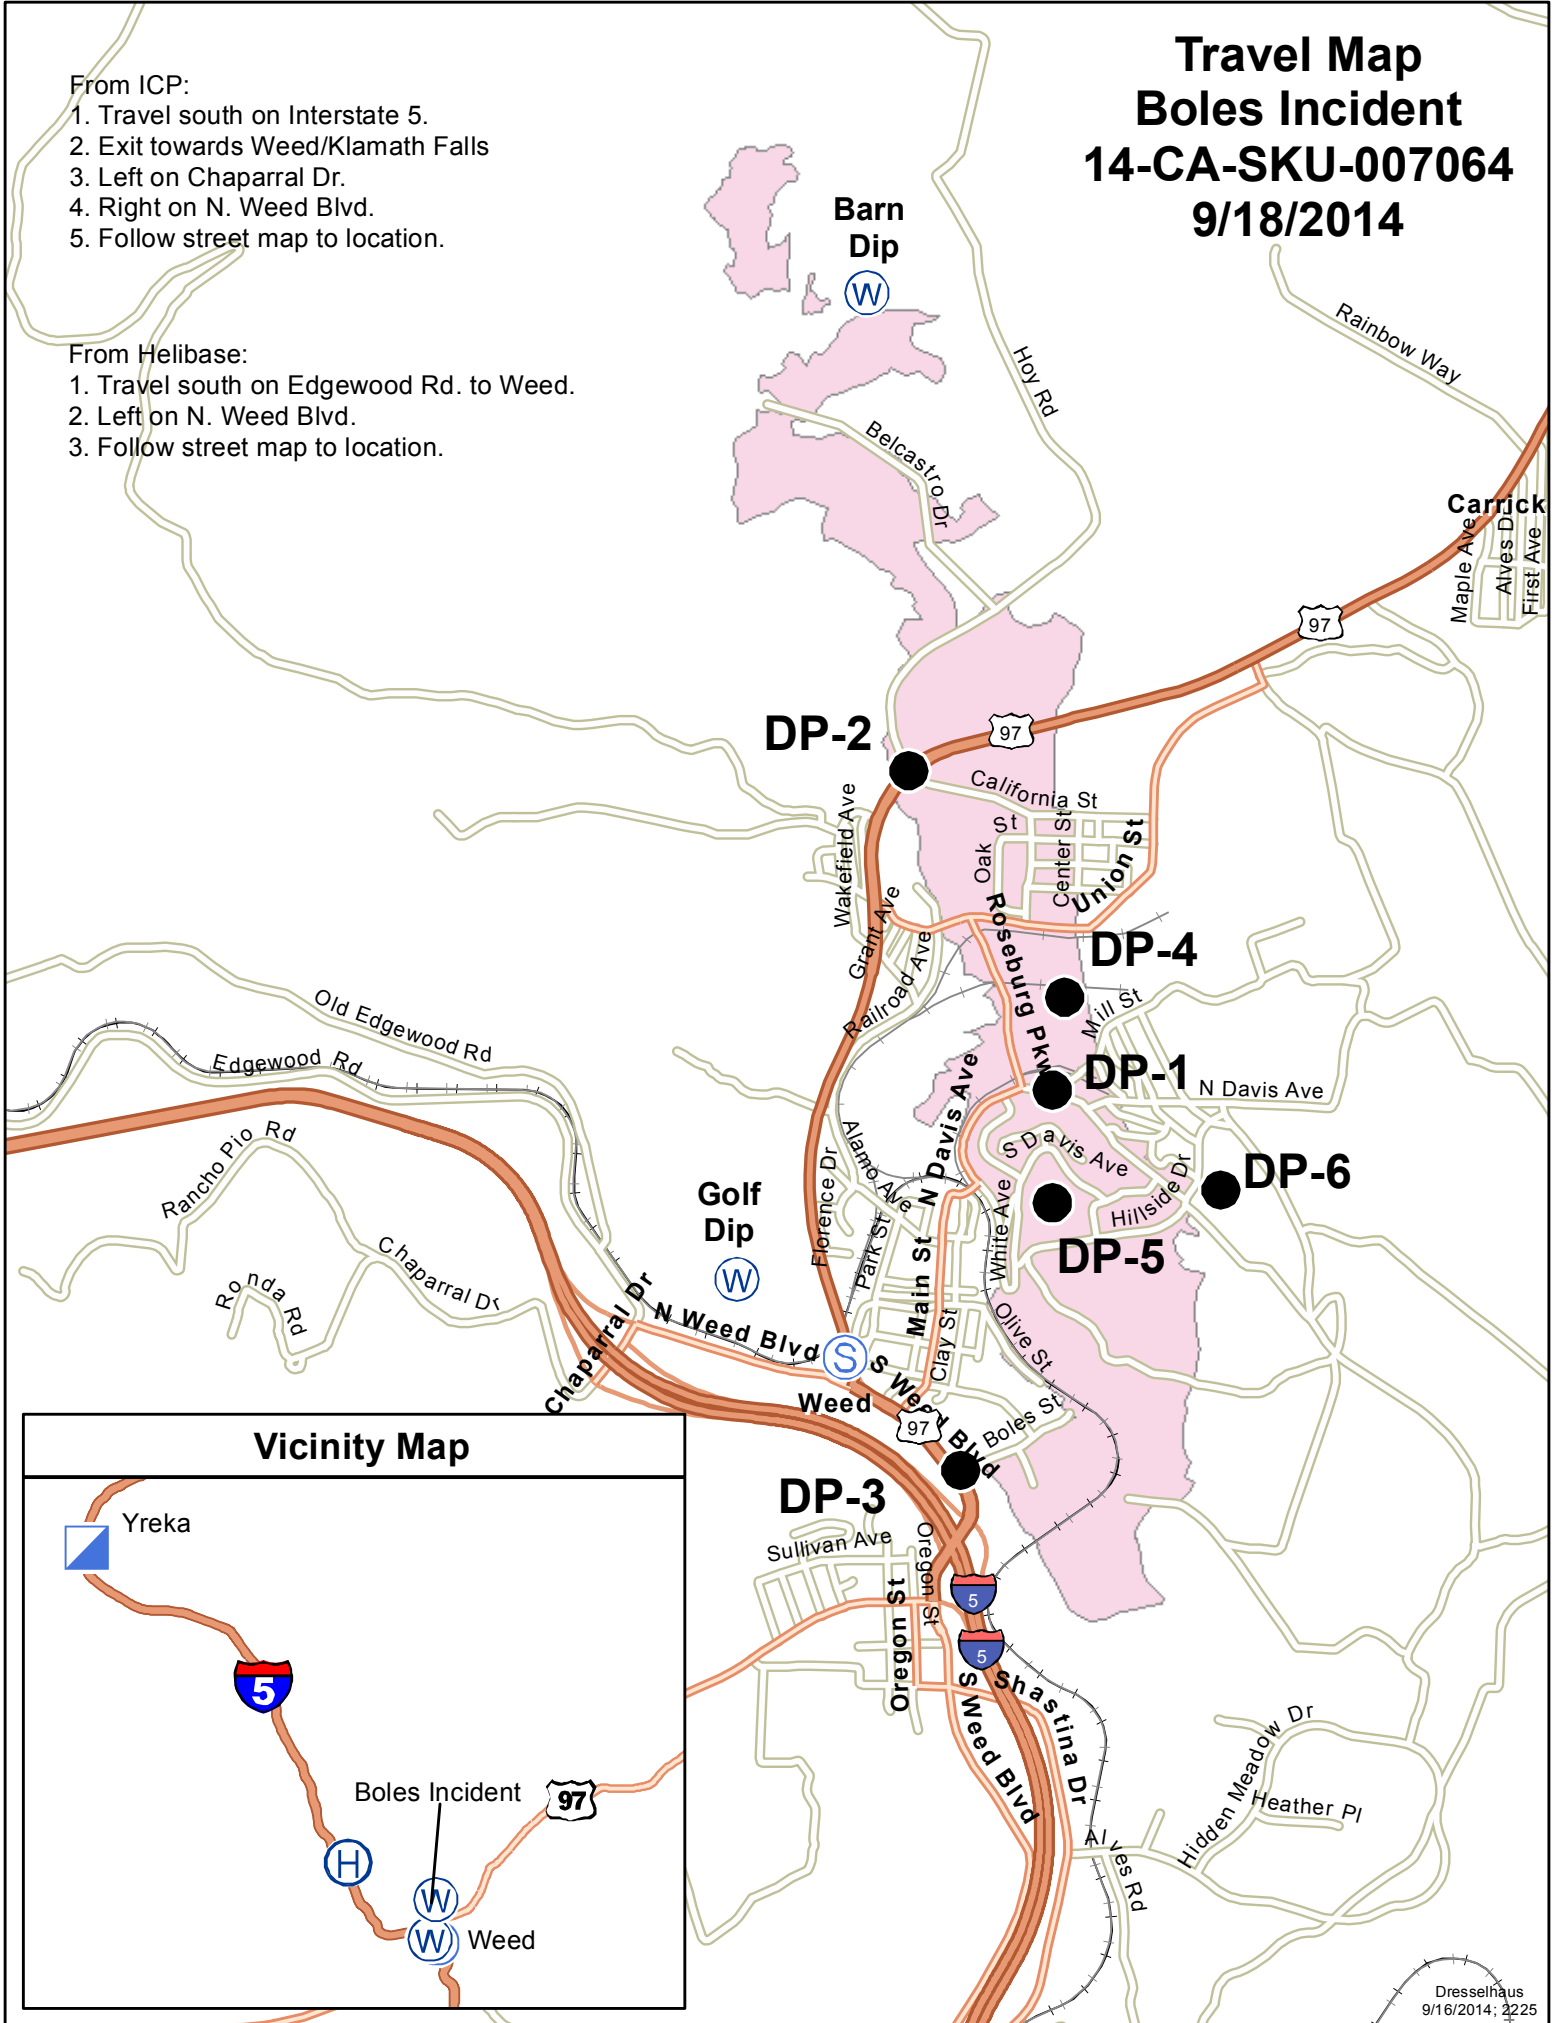 Travel Map
Boles Incident
14-CA-SKU-007064
9/18/2014
From ICP:
1. Travel south on Interstate 5.
2. Exit towards Weed/Klamath Falls
3. Left on Chaparral Dr.
4. Right on N. Weed Blvd.
5. Follow street map to location.
From Helibase:
1. Travel south on Edgewood Rd. to Weed.
2. Left on N. Weed Blvd.
3. Follow street map to location.
Barn
Dip
W
Hoy Rd
Rainbow Way
Belcastro Dr
Carrick
Maple Ave
Alves Dr
First Ave
97
97
DP-2
California St
Wakefield Ave
Oak
St
Center St
Union St
Grant Ave
Railroad Ave
Roseburg Pkw
DP-4
Mill St
Old Edgewood Rd
Edgewood Rd
DP-1
N Davis Ave
N Davis Ave
Rancho Pio Rd
Alamo Ave
S Davis Ave
DP-6
Hillside Dr
Golf
Dip
W
Florence Dr
Park St
White Ave
DP-5
Chaparral Dr
Ronda Rd
Chaparral Dr
N Weed Blvd
Main St
Clay St
Olive St
S
S Weed Blvd
Weed
97
Boles St
DP-3
Sullivan Ave
Oregon St
Oregon St
5
5
S Weed Blvd
Shastina Dr
Hidden Meadow Dr
Heather Pl
Alves Rd
Vicinity Map
Yreka
5
Boles Incident
97
H
W
W
Weed
Dresselhaus
9/16/2014; 2225